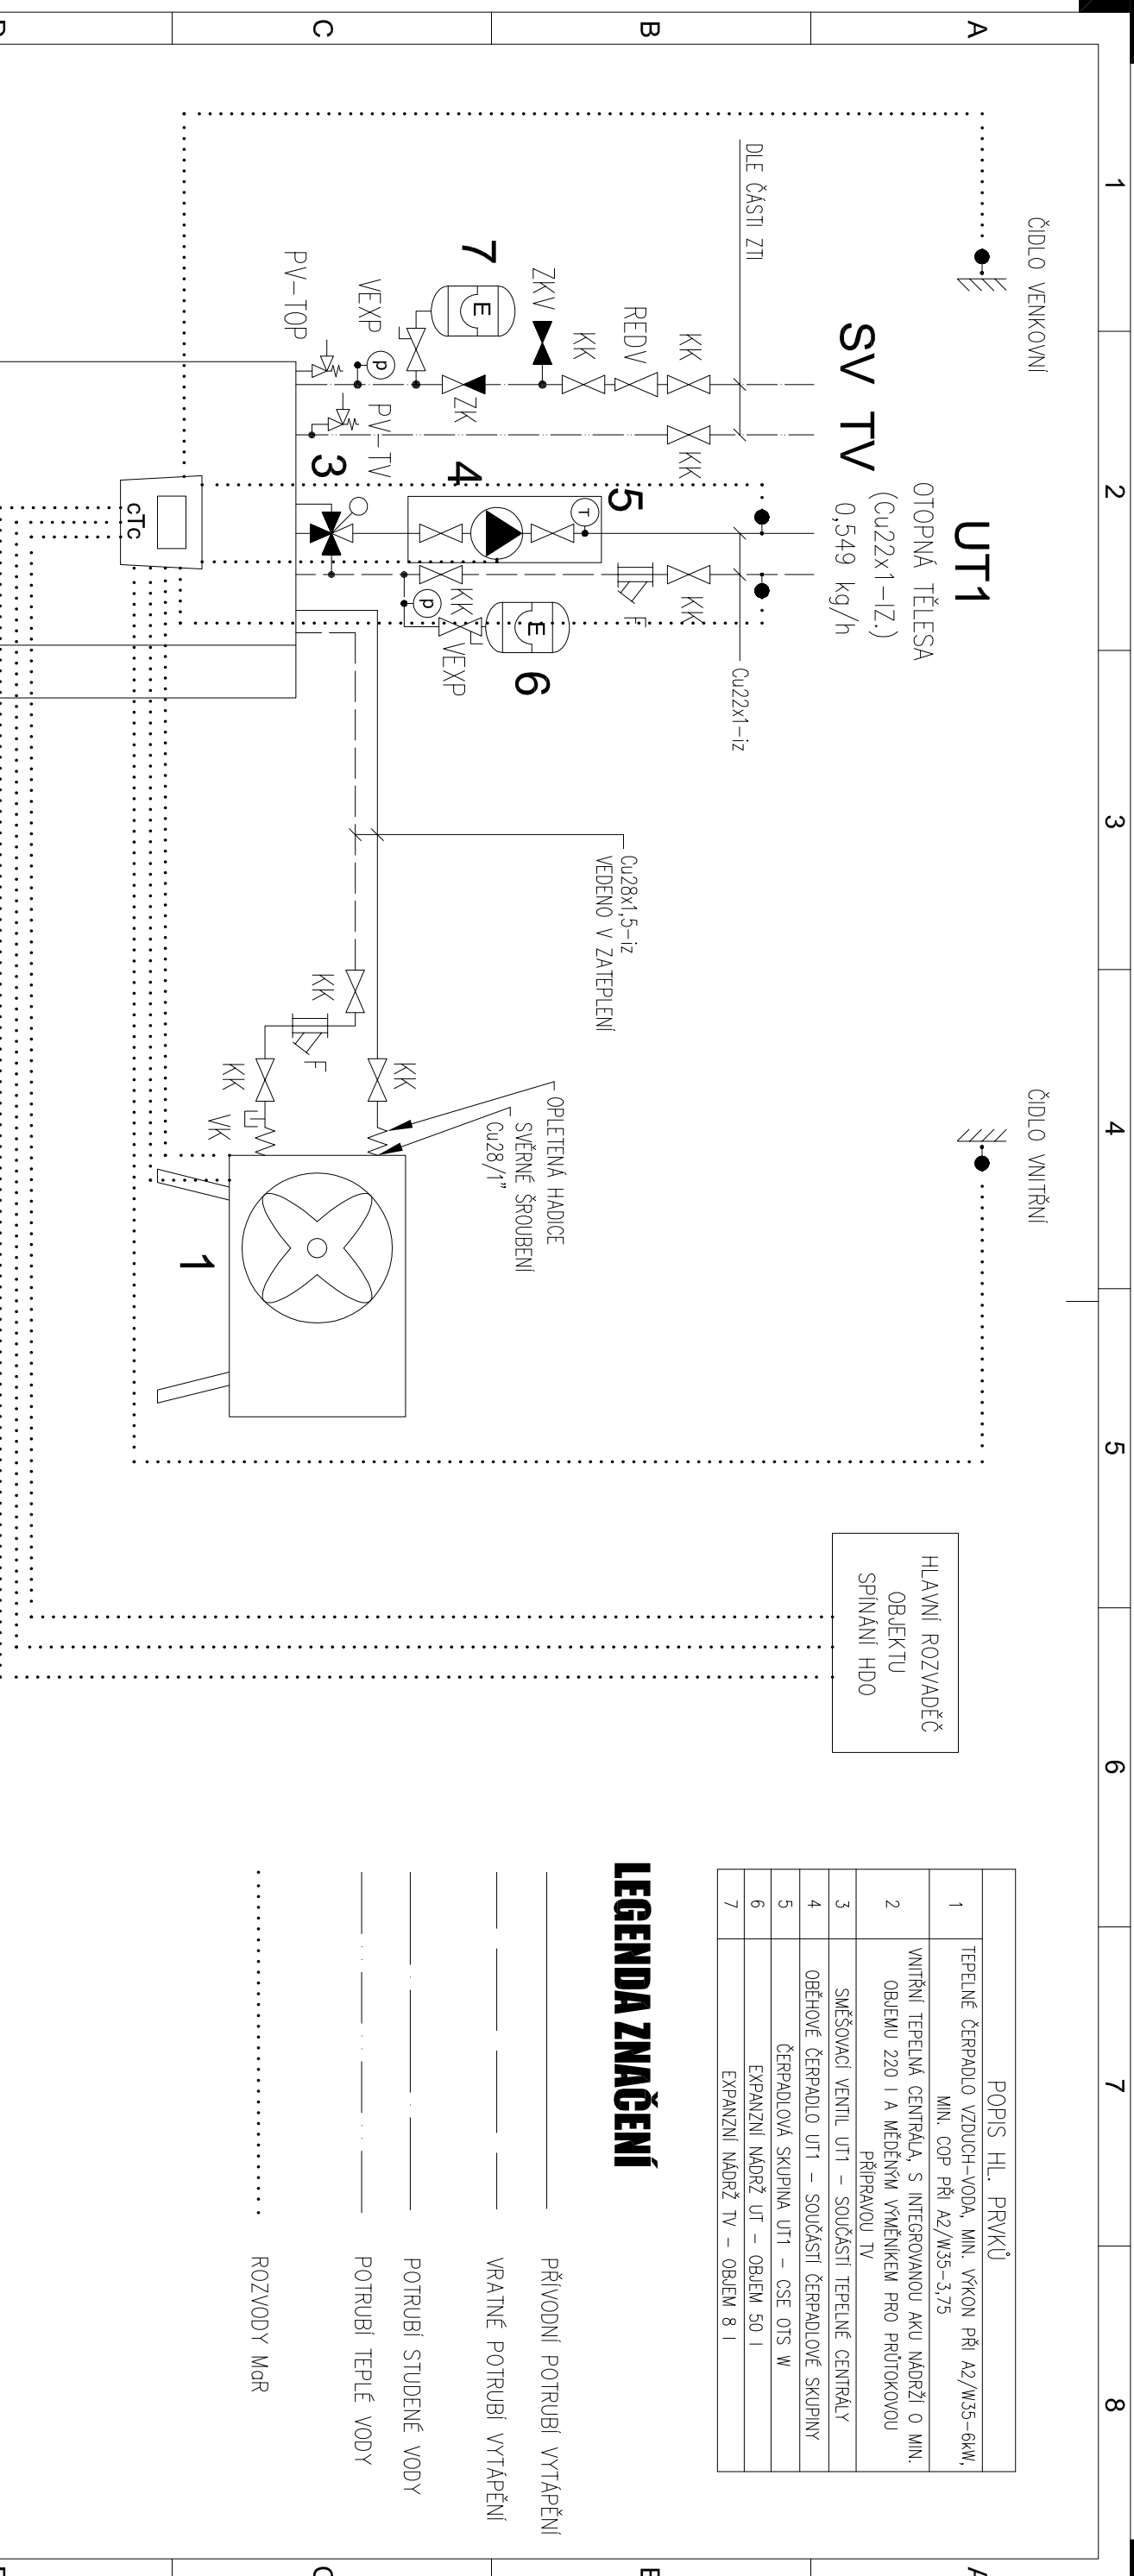 1
2
3
4
5
6
7
8
A
B
C
ČIDLO VENKOVNÍ
ČIDLO VNITŘNÍ
UT1
OTOPNÁ TĚLESA
(Cu22x1-IZ.)
0,549 kg/h
SV TV
DLE ČÁSTI ZTI
Cu22x1-iz
KK
REDV
KK
ZKV
ZK
7
E
VEXP
p
PV-TOP
PV-TV
KK
3
4
5
T
KK
F
KK
p
E
VEXP
6
cTc
Cu28x1,5-iz
VEDENO V ZATEPLENÍ
KK
F
KK
VK
KK
OPLETENÁ HADICE
SVĚRNÉ ŠROUBENÍ
Cu28/1"
1
HLAVNÍ ROZVADĚČ
OBJEKTU
SPÍNÁNÍ HDO
POPIS HL. PRVKŮ
1 TEPELNÉ ČERPADLO VZDUCH-VODA, MIN. VÝKON PŘI A2/W35-6kW,
MIN. COP PŘI A2/W35-3,75
2 VNITŘNÍ TEPELNÁ CENTRÁLA, S INTEGROVANOU AKU NÁDRŽÍ O MIN.
OBJEMU 220 l A MĚDĚNÝM VÝMĚNÍKEM PRO PRŮTOKOVOU
PŘÍPRAVOU TV
3 SMĚŠOVACÍ VENTIL UT1 - SOUČÁSTÍ TEPELNÉ CENTRÁLY
4 OBĚHOVÉ ČERPADLO UT1 - SOUČÁSTÍ ČERPADLOVÉ SKUPINY
5 ČERPADLOVÁ SKUPINA UT1 - CSE OTS W
6 EXPANZNÍ NÁDRŽ UT - OBJEM 50 l
7 EXPANZNÍ NÁDRŽ TV - OBJEM 8 l
LEGENDA ZNAČENÍ
PŘÍVODNÍ POTRUBÍ VYTÁPĚNÍ
VRATNÉ POTRUBÍ VYTÁPĚNÍ
POTRUBÍ STUDENÉ VODY
POTRUBÍ TEPLÉ VODY
ROZVODY MaR